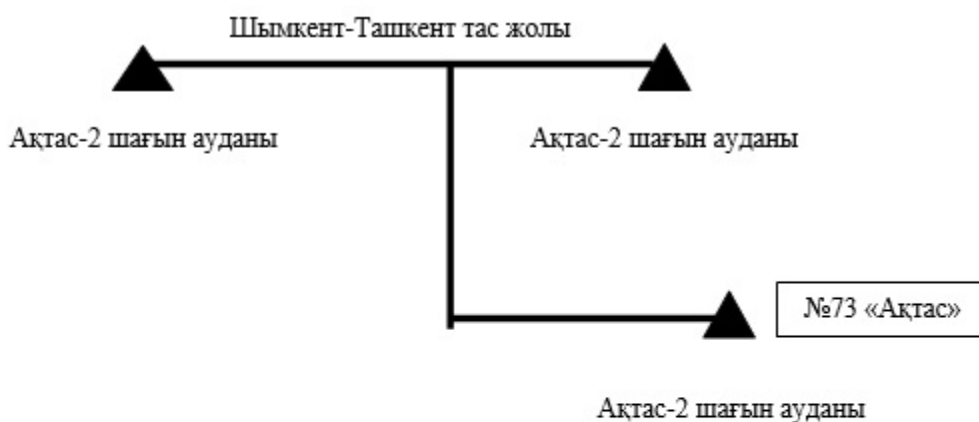 Шымкент-Ташкент тас жолы
Ақтас-2 шағын ауданы
Ақтас-2 шағын ауданы
№73 «Ақтас»
Ақтас-2 шағын ауданы